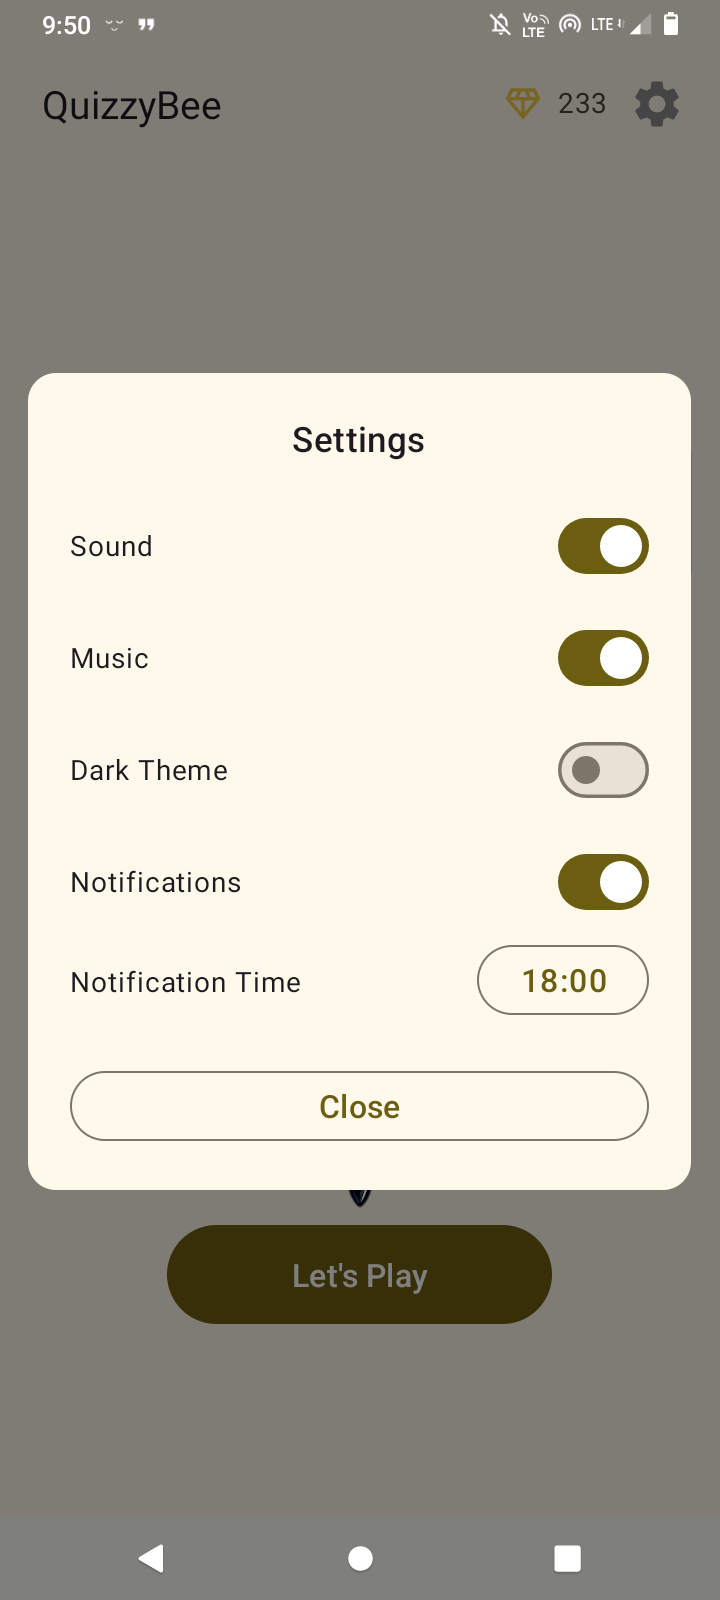 9:50
Vo LTE
LTE
QuizzyBee
233
Settings
Sound
Music
Dark Theme
Notifications
Notification Time
18:00
Close
Let's Play